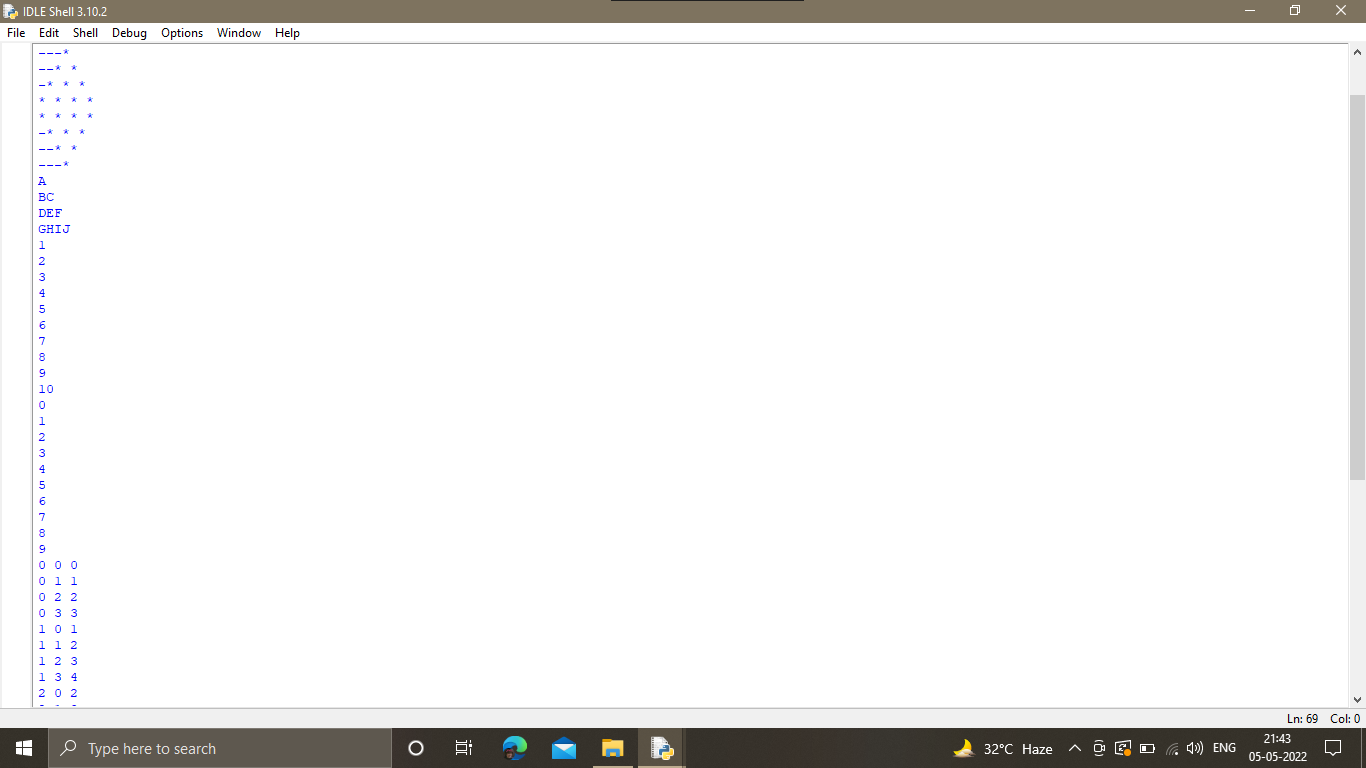 IDLE Shell 3.10.2
File Edit Shell Debug Options Window Help
---*
--* *
-* * *
* * * *
* * * *
-* * *
--* *
---*
A
BC
DEF
GHIJ
1
2
3
4
5
6
7
8
9
10
0
1
2
3
4
5
6
7
8
9
0 0 0
0 1 1
0 2 2
0 3 3
1 0 1
1 1 2
1 2 3
1 3 4
2 0 2
Ln: 69 Col: 0
Type here to search
32°C Haze
ENG
21:43
05-05-2022